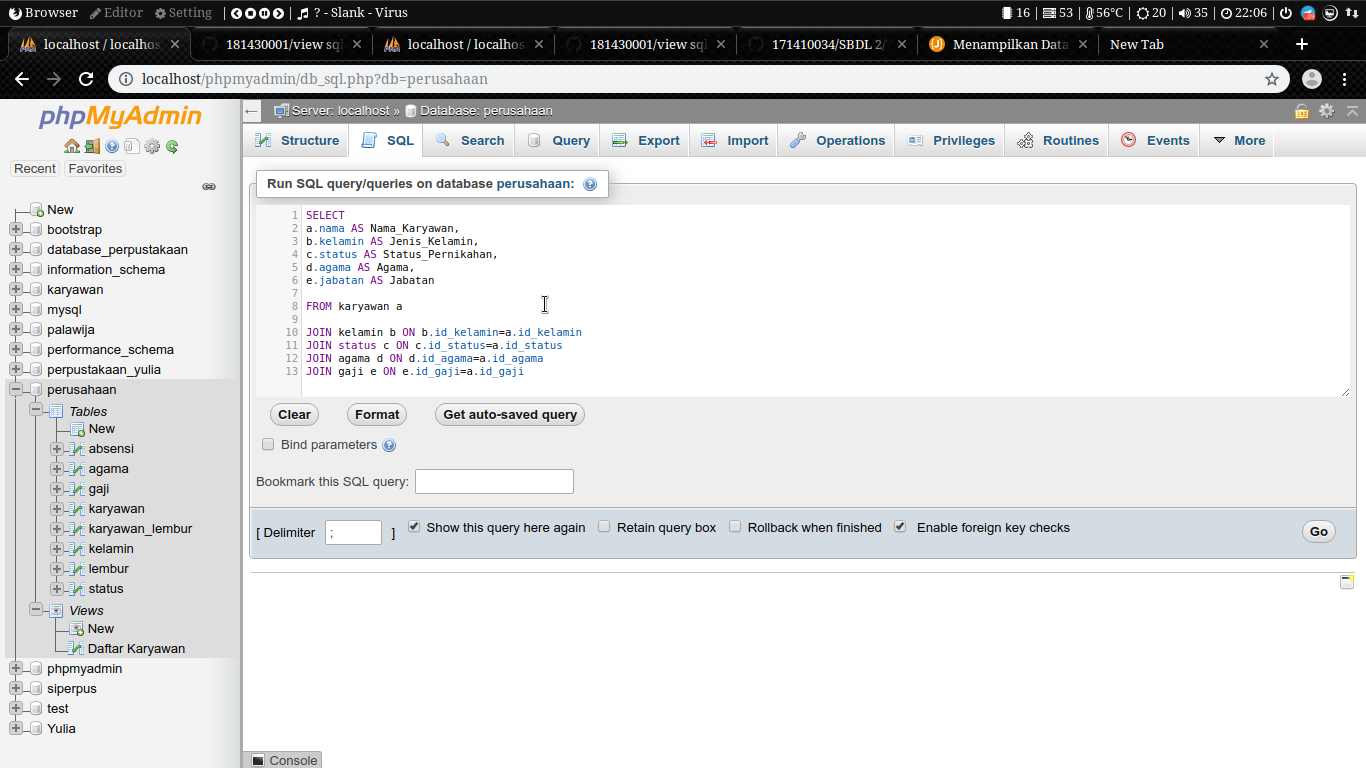 Browser Editor Setting ? - Slank - Virus 16 53 56°C 20 35 22:06
localhost / localhos 181430001/view sql localhost / localhos 181430001/view sql 171410034/SBDL 2/ Menampilkan Data New Tab
localhost/phpmyadmin/db_sql.php?db=perusahaan
phpMyAdmin
Recent Favorites
New
bootstrap
database_perpustakaan
information_schema
karyawan
mysql
palawija
performance_schema
perpustakaan_yulia
perusahaan
Tables
New
absensi
agama
gaji
karyawan
karyawan_lembur
kelamin
lembur
status
Views
New
Daftar Karyawan
phpmyadmin
siperpus
test
Yulia
Server: localhost » Database: perusahaan
Structure SQL Search Query Export Import Operations Privileges Routines Events More
Run SQL query/queries on database perusahaan:
1 SELECT
2 a.nama AS Nama_Karyawan,
3 b.kelamin AS Jenis_Kelamin,
4 c.status AS Status_Pernikahan,
5 d.agama AS Agama,
6 e.jabatan AS Jabatan
7
8 FROM karyawan a
9
10 JOIN kelamin b ON b.id_kelamin=a.id_kelamin
11 JOIN status c ON c.id_status=a.id_status
12 JOIN agama d ON d.id_agama=a.id_agama
13 JOIN gaji e ON e.id_gaji=a.id_gaji
Clear Format Get auto-saved query
Bind parameters
Bookmark this SQL query:
[ Delimiter ; ] Show this query here again Retain query box Rollback when finished Enable foreign key checks Go
Console